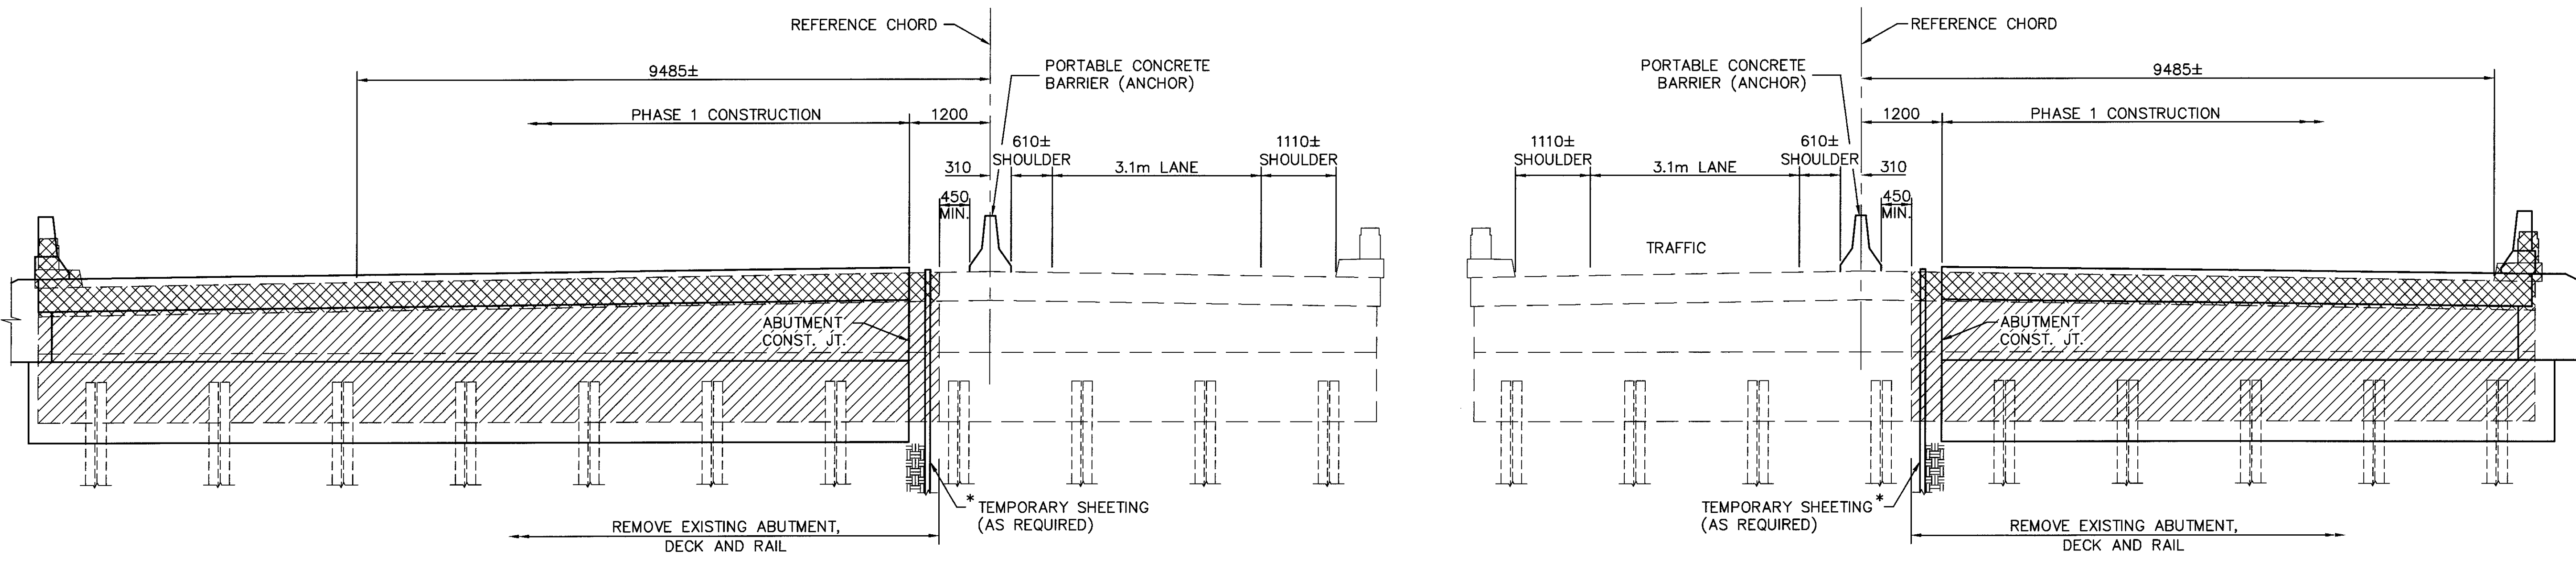 REFERENCE CHORD
9485±
PORTABLE CONCRETE
BARRIER (ANCHOR)
PHASE 1 CONSTRUCTION
1200
610±
SHOULDER
1110±
SHOULDER
310
3.1m LANE
450
MIN.
ABUTMENT
CONST. JT.
*
TEMPORARY SHEETING
(AS REQUIRED)
REMOVE EXISTING ABUTMENT,
DECK AND RAIL
REFERENCE CHORD
PORTABLE CONCRETE
BARRIER (ANCHOR)
9485±
1200
PHASE 1 CONSTRUCTION
1110±
SHOULDER
610±
SHOULDER
3.1m LANE
310
450
MIN.
TRAFFIC
ABUTMENT
CONST. JT.
TEMPORARY SHEETING *
(AS REQUIRED)
REMOVE EXISTING ABUTMENT,
DECK AND RAIL